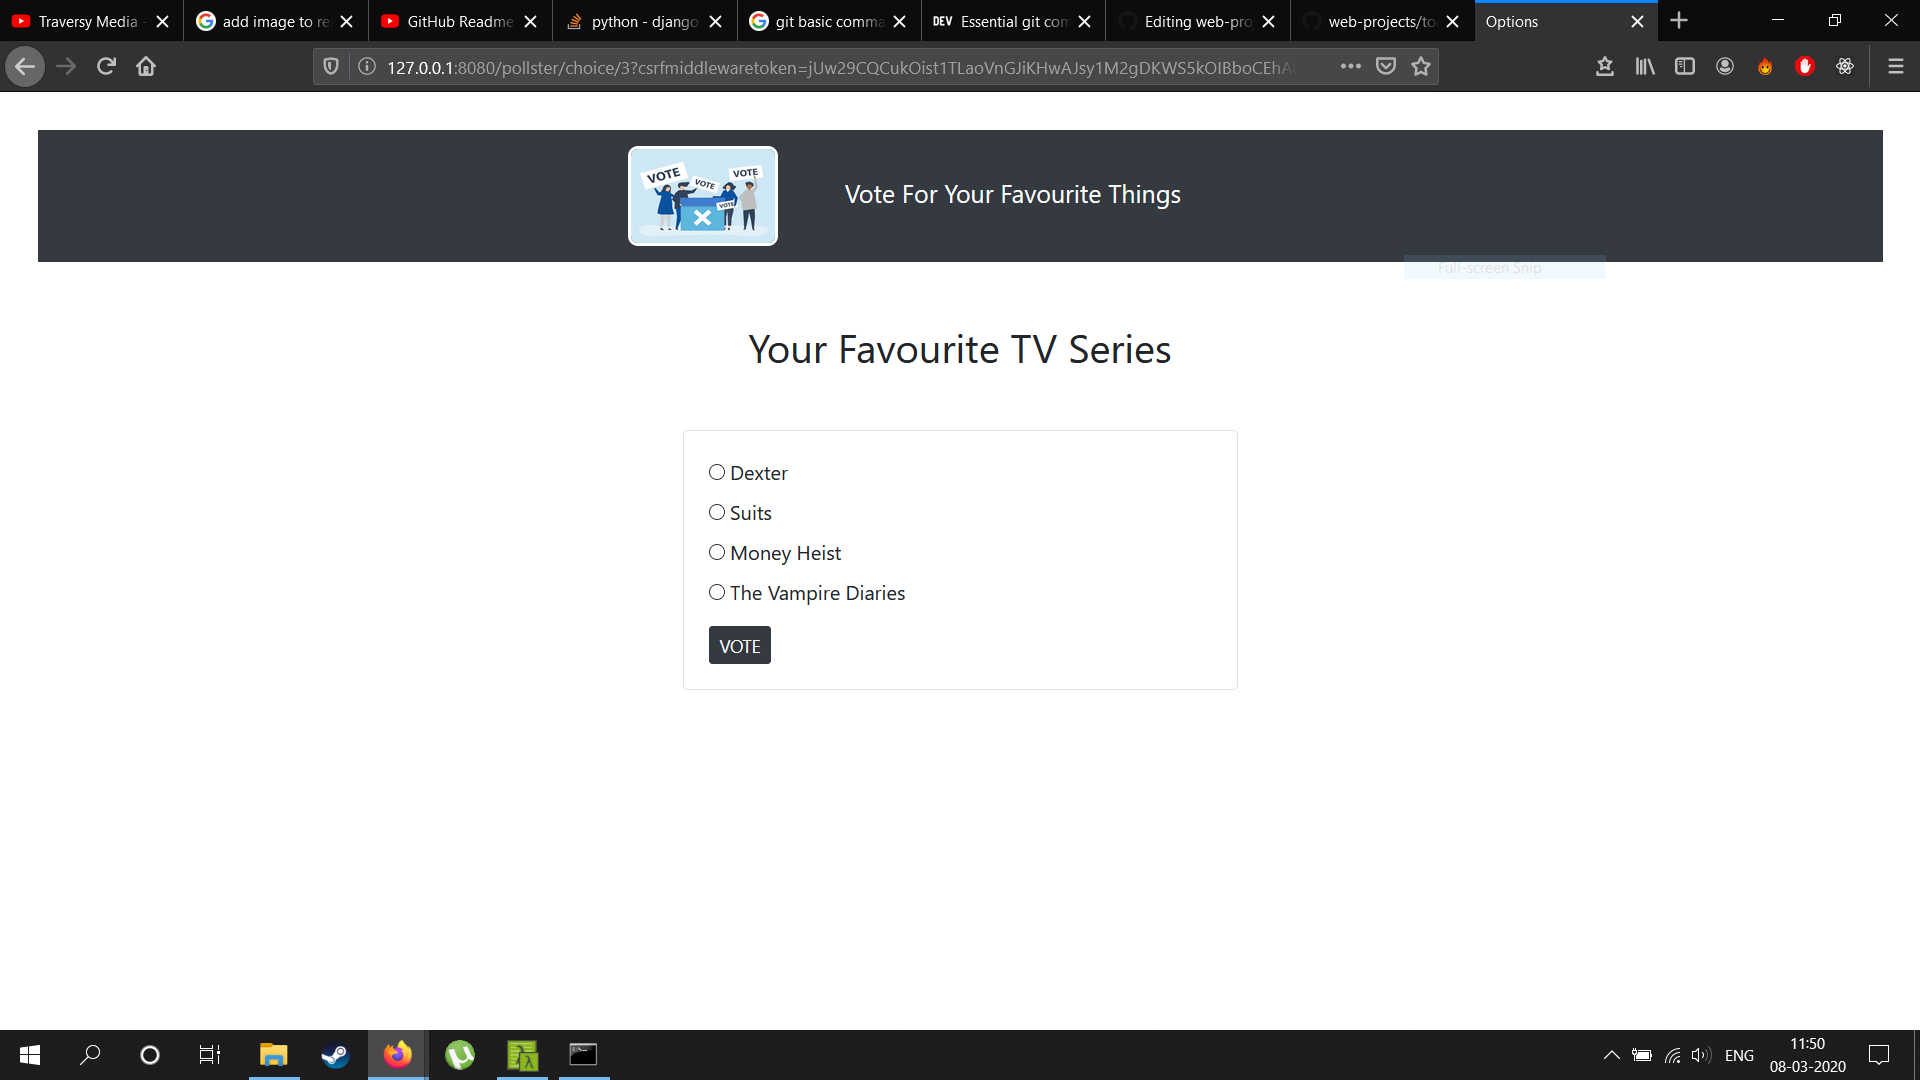 Traversy Media -
add image to re
GitHub Readme
python - django
git basic comma
DEV Essential git com
Editing web-pro
web-projects/to
Options
127.0.0.1:8080/pollster/choice/3?csrfmiddlewaretoken=
VOTE
VOTE
VOTE
VOTE
Vote For Your Favourite Things
Full-screen Snip
Your Favourite TV Series
Dexter
Suits
Money Heist
The Vampire Diaries
VOTE
ENG
11:50
08-03-2020